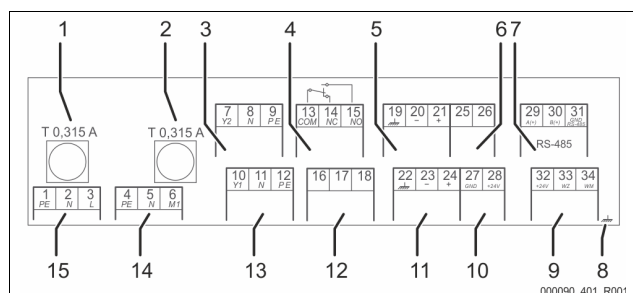 1 2 3 4 5 6 7
T 0,315 A T 0,315 A
7 8 9 13 14 15 19 20 21 25 26 29 30 31
Y2 N PE COM NC NO − + A(+) B(+) GND RS-485
RS-485
10 11 12 16 17 18 22 23 24 27 28 32 33 34
Y1 N PE − + GND +24V +24V WZ WM
1 2 3 4 5 6
PE N L PE N M1
15 14 13 12 11 10 9 8
000090_401_R001